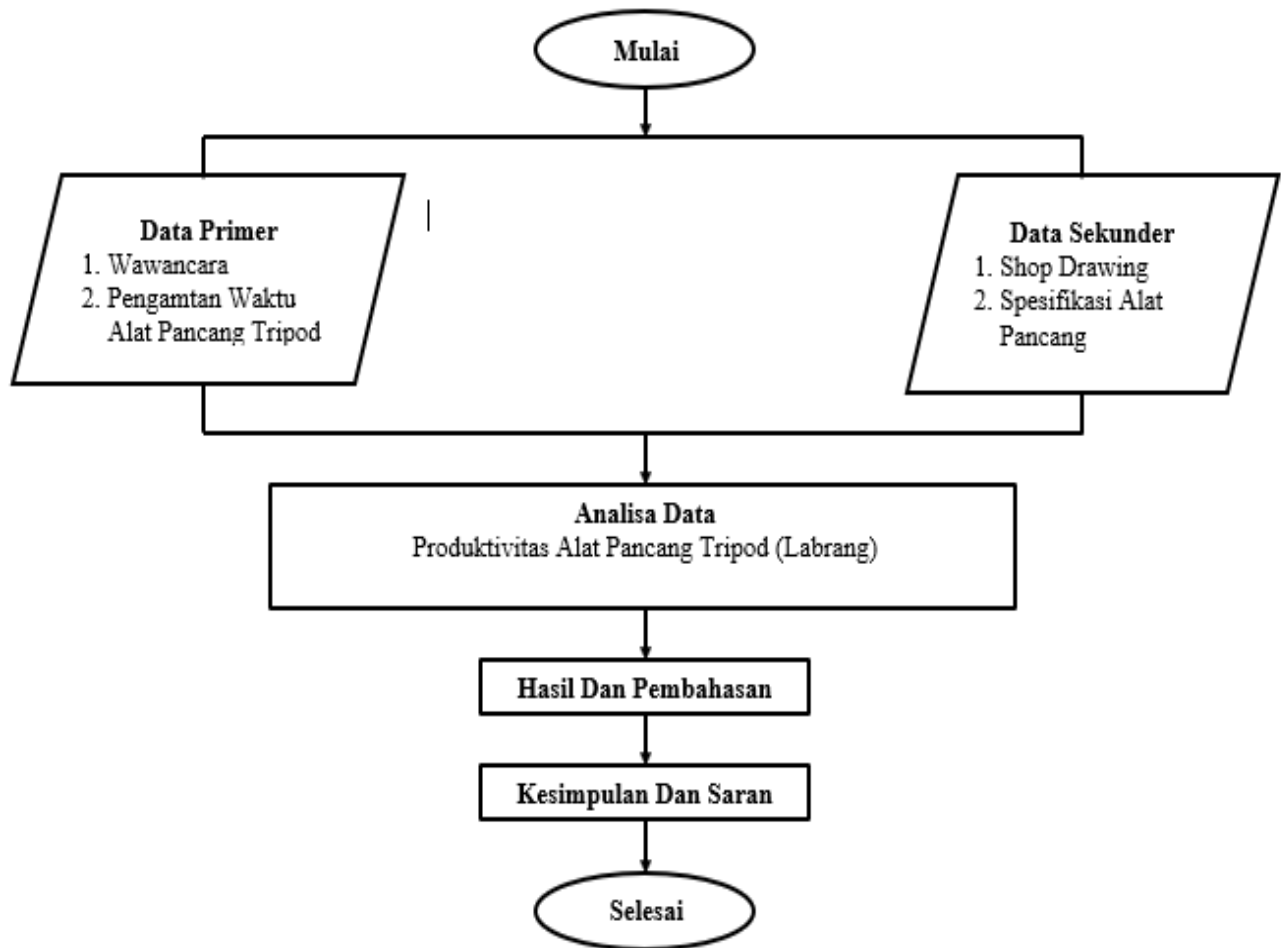 Mulai
Data Primer
1. Wawancara
2. Pengamtan Waktu
Alat Pancang Tripod
Data Sekunder
1. Shop Drawing
2. Spesifikasi Alat
Pancang
Analisa Data
Produktivitas Alat Pancang Tripod (Labrang)
Hasil Dan Pembahasan
Kesimpulan Dan Saran
Selesai